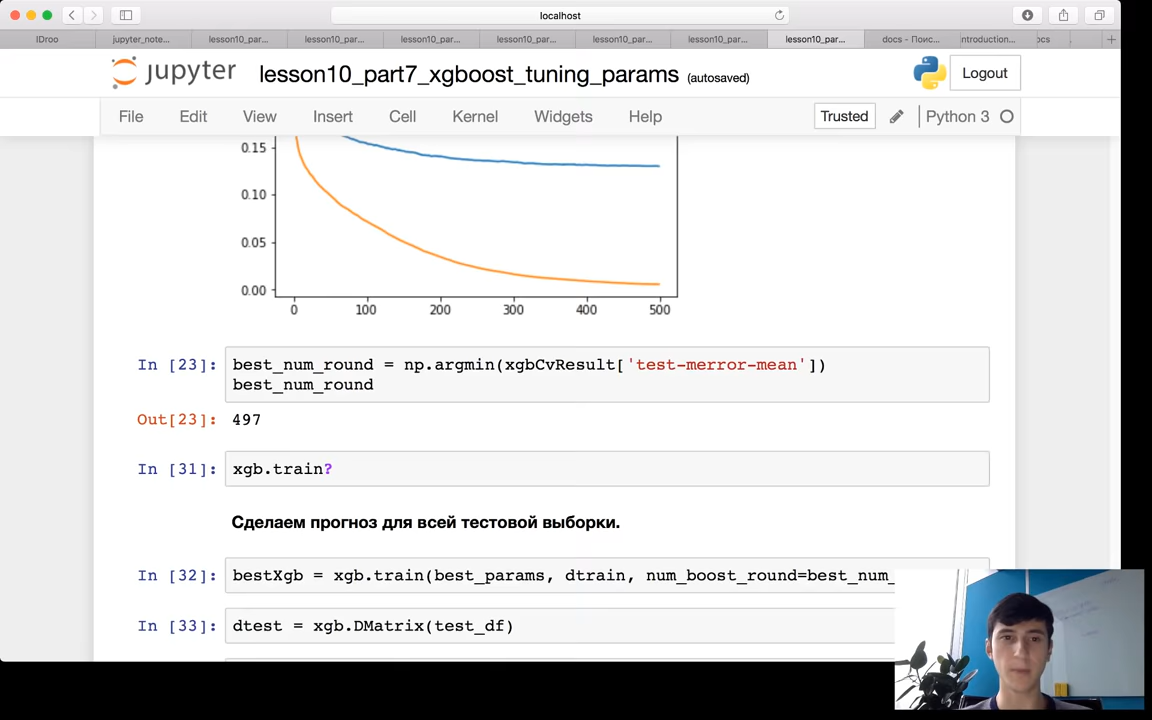 localhost
IDroo
jupyter_note...
lesson10_par...
lesson10_par...
lesson10_par...
lesson10_par...
lesson10_par...
lesson10_par...
lesson10_par...
docs - Поиск...
ntroduction...
ocs
jupyter
lesson10_part7_xgboost_tuning_params (autosaved)
Logout
File Edit View Insert Cell Kernel Widgets Help
Trusted
Python 3
0.15
0.10
0.05
0.00
0 100 200 300 400 500
In [23]: best_num_round = np.argmin(xgbCvResult['test-merror-mean'])
best_num_round
Out[23]: 497
In [31]: xgb.train?
Сделаем прогноз для всей тестовой выборки.
In [32]: bestXgb = xgb.train(best_params, dtrain, num_boost_round=best_num_
In [33]: dtest = xgb.DMatrix(test_df)